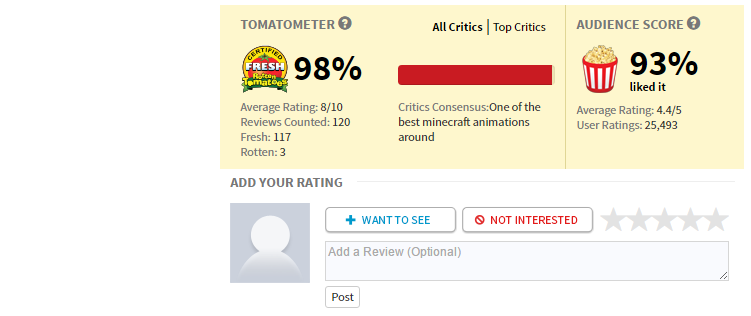 TOMATOMETER ?
All Critics | Top Critics
CERTIFIED
FRESH
Rotten
Tomatoes
98%
Average Rating: 8/10
Reviews Counted: 120
Fresh: 117
Rotten: 3
Critics Consensus:One of the
best minecraft animations
around
AUDIENCE SCORE ?
93%
liked it
Average Rating: 4.4/5
User Ratings: 25,493
ADD YOUR RATING
WANT TO SEE
NOT INTERESTED
Add a Review (Optional)
Post